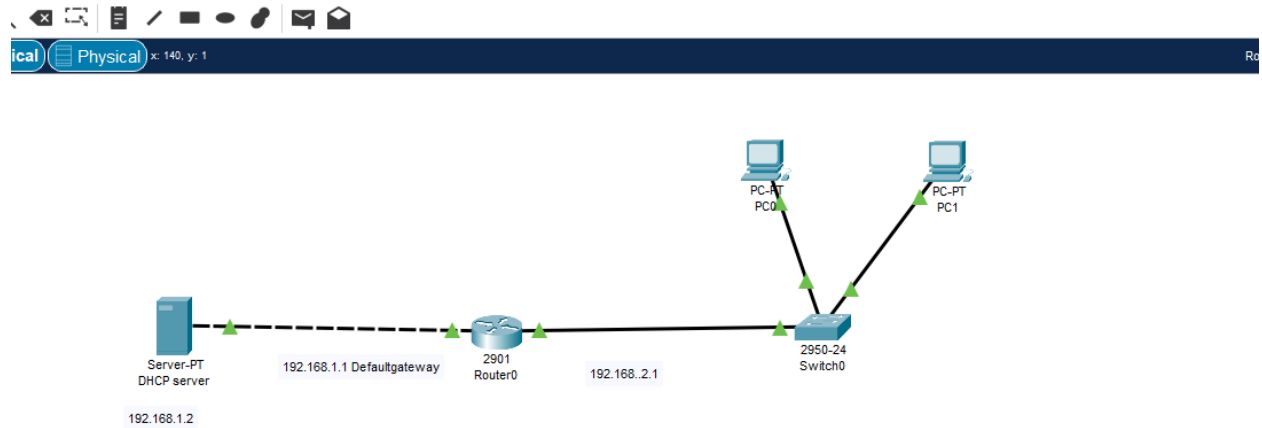 ical
Physical
x: 140, y: 1
Ro
PC-PT
PC0
PC-PT
PC1
Server-PT
DHCP server
192.168.1.2
192.168.1.1 Defaultgateway
2901
Router0
192.168..2.1
2950-24
Switch0